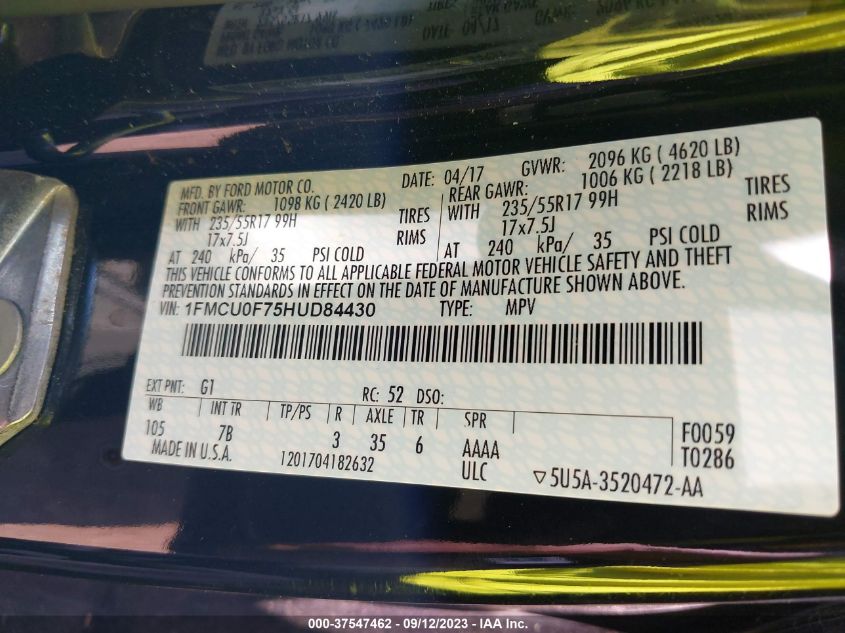 MFD. BY FORD MOTOR CO. DATE: 04/17 GVWR: 2096 KG ( 4620 LB)
FRONT GAWR: 1098 KG ( 2420 LB) REAR GAWR: 1006 KG ( 2218 LB)
WITH 235/55R17 99H TIRES WITH 235/55R17 99H TIRES
17x7.5J RIMS 17x7.5J RIMS
AT 240 kPa/ 35 PSI COLD AT 240 kPa/ 35 PSI COLD
THIS VEHICLE CONFORMS TO ALL APPLICABLE FEDERAL MOTOR VEHICLE SAFETY AND THEFT
PREVENTION STANDARDS IN EFFECT ON THE DATE OF MANUFACTURE SHOWN ABOVE.
VIN: 1FMCU0F75HUD84430 TYPE: MPV
EXT PNT: G1 RC: 52 DSO:
WB INT TR TP/PS R AXLE TR SPR F0059
105 7B 3 35 6 AAAA T0286
MADE IN U.S.A. 1201704182632 ULC ▽5U5A-3520472-AA
000-37547462 - 09/12/2023 - IAA Inc.